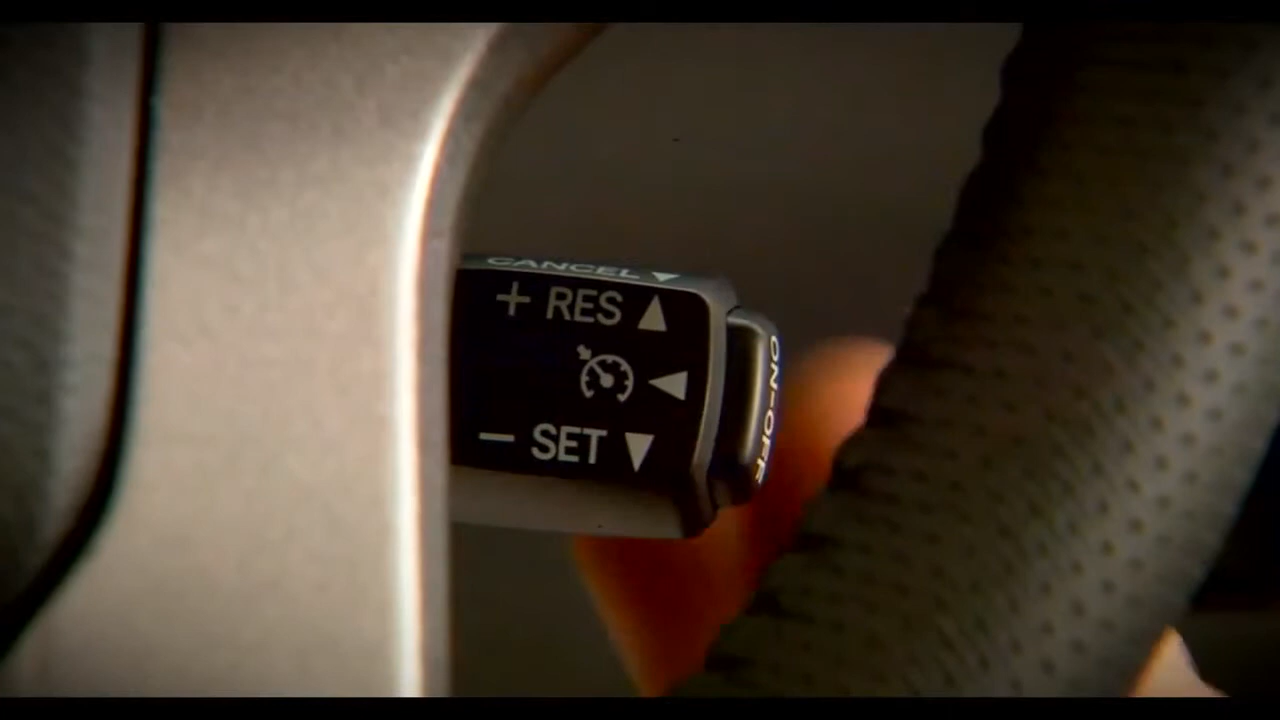 CANCEL ▼
+ RES ▲
◀
− SET ▼
ON-OFF